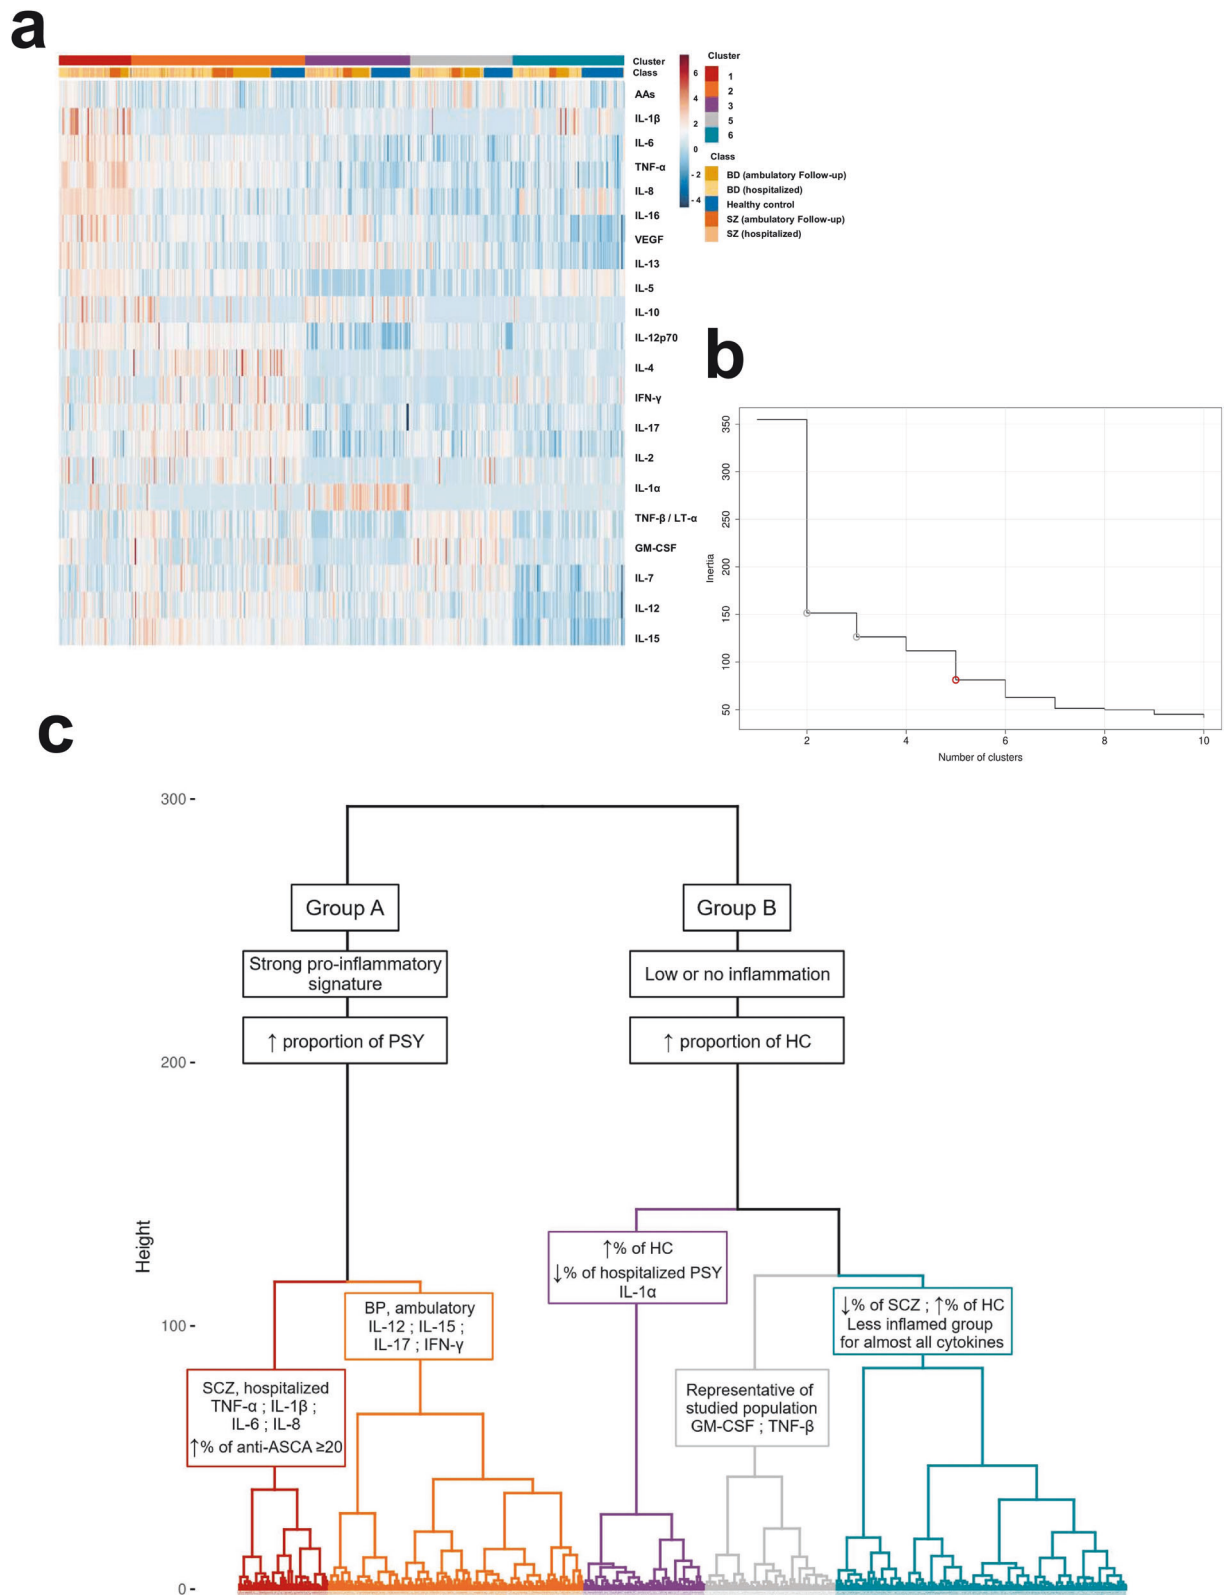 a
Cluster
Class
AAs
IL-1β
IL-6
TNF-α
IL-8
IL-16
VEGF
IL-13
IL-5
IL-10
IL-12p70
IL-4
IFN-γ
IL-17
IL-2
IL-1α
TNF-β / LT-α
GM-CSF
IL-7
IL-12
IL-15
6
4
2
0
- 2
- 4
Cluster
1
2
3
5
6
Class
BD (ambulatory Follow-up)
BD (hospitalized)
Healthy control
SZ (ambulatory Follow-up)
SZ (hospitalized)
b
Inertia
350
300
250
200
150
100
50
2
4
6
8
10
Number of clusters
c
Height
300
200
100
0
Group A
Group B
Strong pro-inflammatory
signature
Low or no inflammation
↑ proportion of PSY
↑ proportion of HC
↑% of HC
↓% of hospitalized PSY
IL-1α
BP, ambulatory
IL-12 ; IL-15 ;
IL-17 ; IFN-γ
↓% of SCZ ; ↑% of HC
Less inflamed group
for almost all cytokines
SCZ, hospitalized
TNF-α ; IL-1β ;
IL-6 ; IL-8
↑% of anti-ASCA ≥20
Representative of
studied population
GM-CSF ; TNF-β